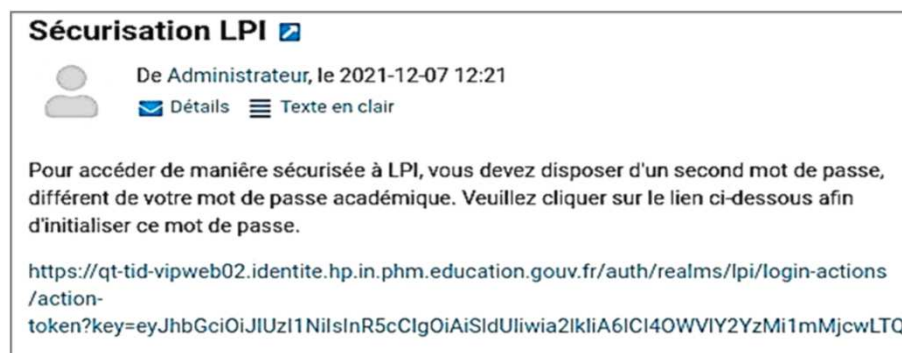 Sécurisation LPI
De Administrateur, le 2021-12-07 12:21
Détails Texte en clair
Pour accéder de manière sécurisée à LPI, vous devez disposer d'un second mot de passe,
différent de votre mot de passe académique. Veuillez cliquer sur le lien ci-dessous afin
d'initialiser ce mot de passe.
https://qt-tid-vipweb02.identite.hp.in.phm.education.gouv.fr/auth/realms/lpi/login-actions
/action-
token?key=eyJhbGciOiJIUzI1NiIsInR5cCIgOiAiSldUIiwia2lkIiA6ICI4OWVlY2YzMi1mMjcwLTQ